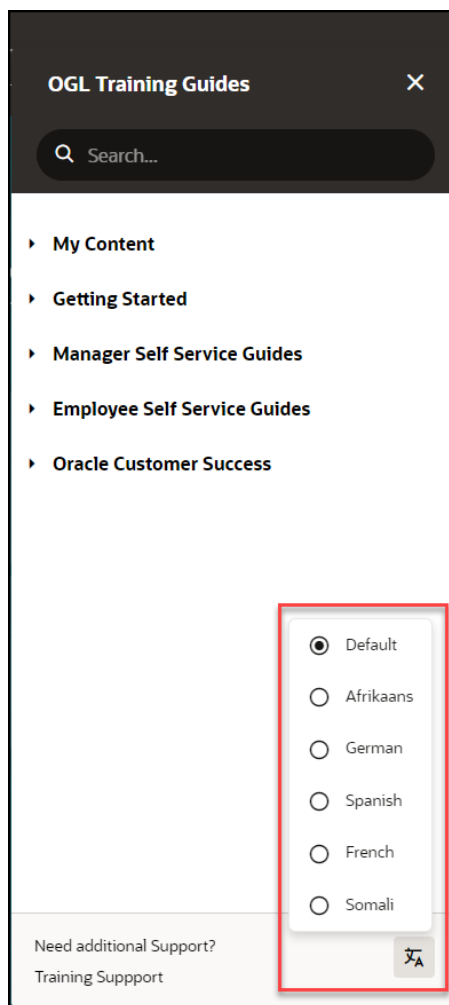 OGL Training Guides
Search...
My Content
Getting Started
Manager Self Service Guides
Employee Self Service Guides
Oracle Customer Success
Default
Afrikaans
German
Spanish
French
Somali
Need additional Support?
Training Suppport